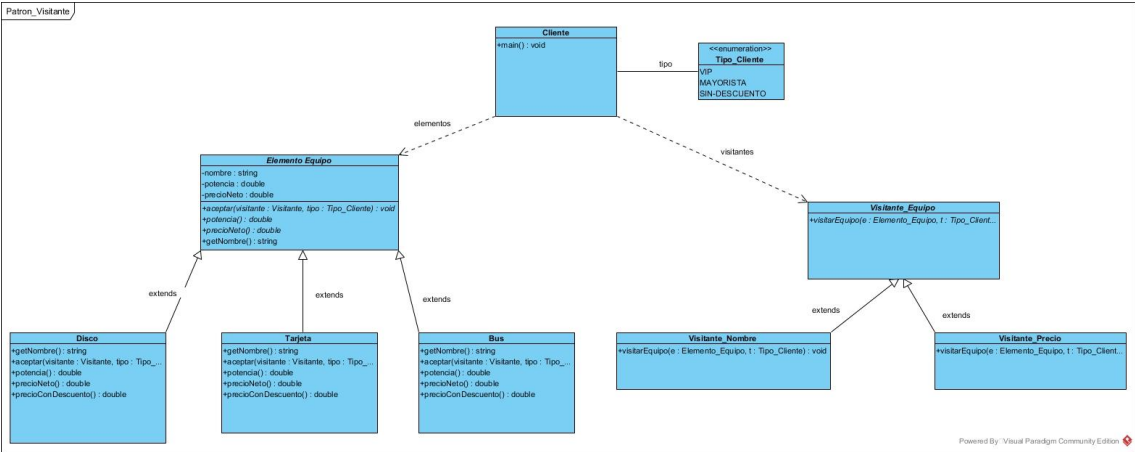 Patron_Visitante
Cliente
+main() : void
tipo
<<enumeration>>
Tipo_Cliente
VIP
MAYORISTA
SIN-DESCUENTO
elementos
visitantes
Elemento Equipo
-nombre : string
-potencia : double
-precioNeto : double
+aceptar(visitante : Visitante, tipo : Tipo_Cliente) : void
+potencia() : double
+precioNeto() : double
+getNombre() : string
Visitante_Equipo
+visitarEquipo(e : Elemento_Equipo, t : Tipo_Client...
extends
extends
extends
extends
extends
Disco
+getNombre() : string
+aceptar(visitante : Visitante, tipo : Tipo_...
+potencia() : double
+precioNeto() : double
+precioConDescuento() : double
Tarjeta
+getNombre() : string
+aceptar(visitante : Visitante, tipo : Tipo_...
+potencia() : double
+precioNeto() : double
+precioConDescuento() : double
Bus
+getNombre() : string
+aceptar(visitante : Visitante, tipo : Tipo_...
+potencia() : double
+precioNeto() : double
+precioConDescuento() : double
Visitante_Nombre
+visitarEquipo(e : Elemento_Equipo, t : Tipo_Cliente) : void
Visitante_Precio
+visitarEquipo(e : Elemento_Equipo, t : Tipo_Client...
Powered By Visual Paradigm Community Edition